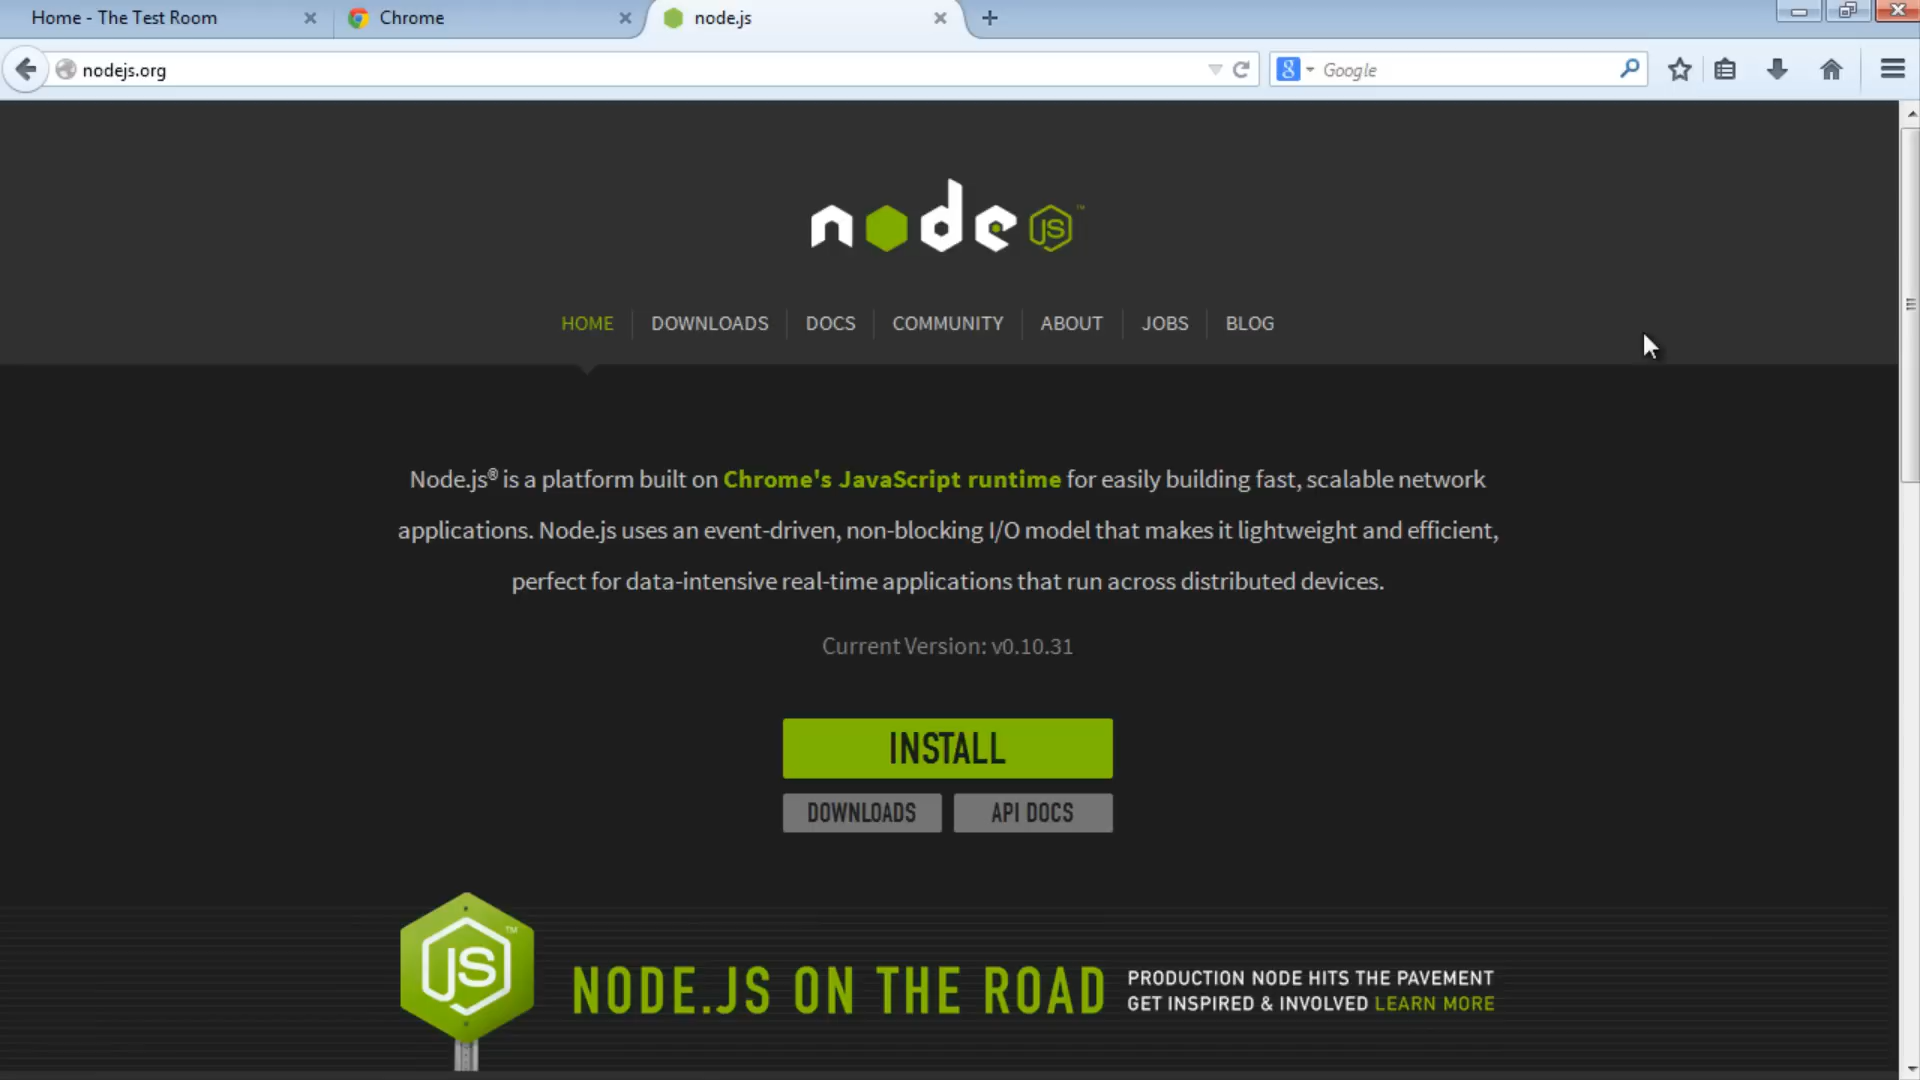 Home - The Test Room
Chrome
node.js
nodejs.org
8
Google
node JS™
HOME
DOWNLOADS
DOCS
COMMUNITY
ABOUT
JOBS
BLOG
Node.js® is a platform built on Chrome's JavaScript runtime for easily building fast, scalable network
applications. Node.js uses an event-driven, non-blocking I/O model that makes it lightweight and efficient,
perfect for data-intensive real-time applications that run across distributed devices.
Current Version: v0.10.31
INSTALL
DOWNLOADS
API DOCS
JS™
NODE.JS ON THE ROAD
PRODUCTION NODE HITS THE PAVEMENT
GET INSPIRED & INVOLVED LEARN MORE